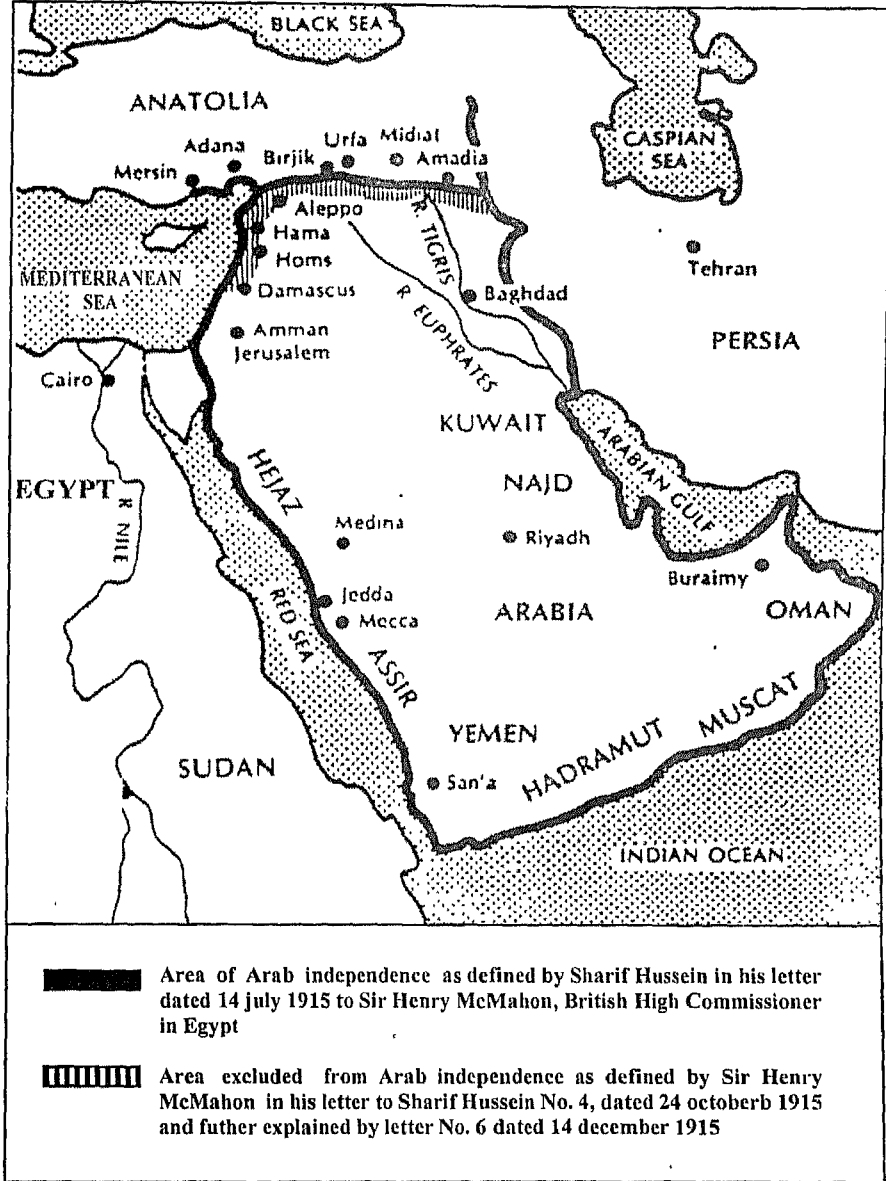 BLACK SEA
ANATOLIA
CASPIAN
SEA
Adana
Urfa
Midial
Mersin
Birjik
Amadia
Aleppo
Hama
Homs
R. TIGRIS
Tehran
MEDITERRANEAN
SEA
Damascus
Baghdad
R. EUPHRATES
Amman
Jerusalem
PERSIA
Cairo
KUWAIT
ARABIAN GULF
HEJAZ
NAJD
EGYPT
R NILE
Medina
Riyadh
Buraimy
RED SEA
Jedda
Mecca
ARABIA
OMAN
ASSIR
MUSCAT
YEMEN
HADRAMUT
SUDAN
San'a
INDIAN OCEAN
Area of Arab independence as defined by Sharif Hussein in his letter
dated 14 july 1915 to Sir Henry McMahon, British High Commissioner
in Egypt
Area excluded from Arab independence as defined by Sir Henry
McMahon in his letter to Sharif Hussein No. 4, dated 24 octoberb 1915
and futher explained by letter No. 6 dated 14 december 1915